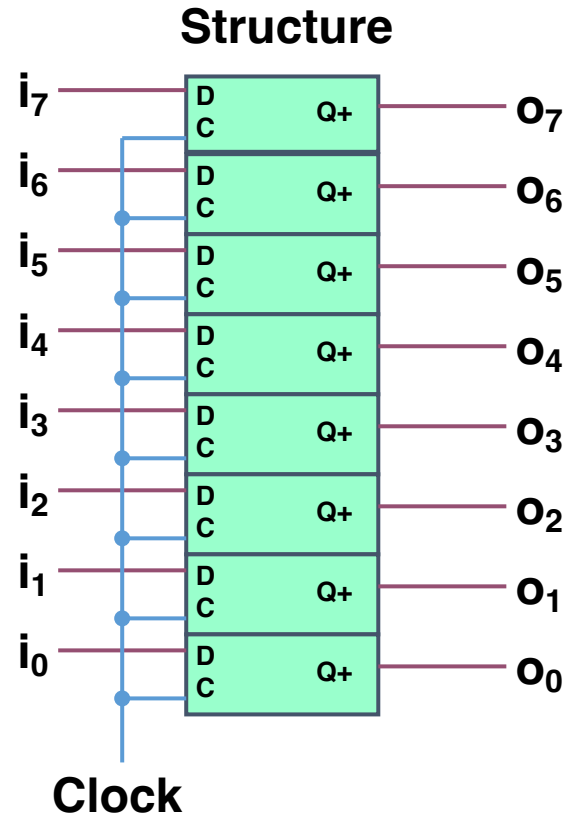 Structure
i7 D C Q+ o7
i6 D C Q+ o6
i5 D C Q+ o5
i4 D C Q+ o4
i3 D C Q+ o3
i2 D C Q+ o2
i1 D C Q+ o1
i0 D C Q+ o0
Clock